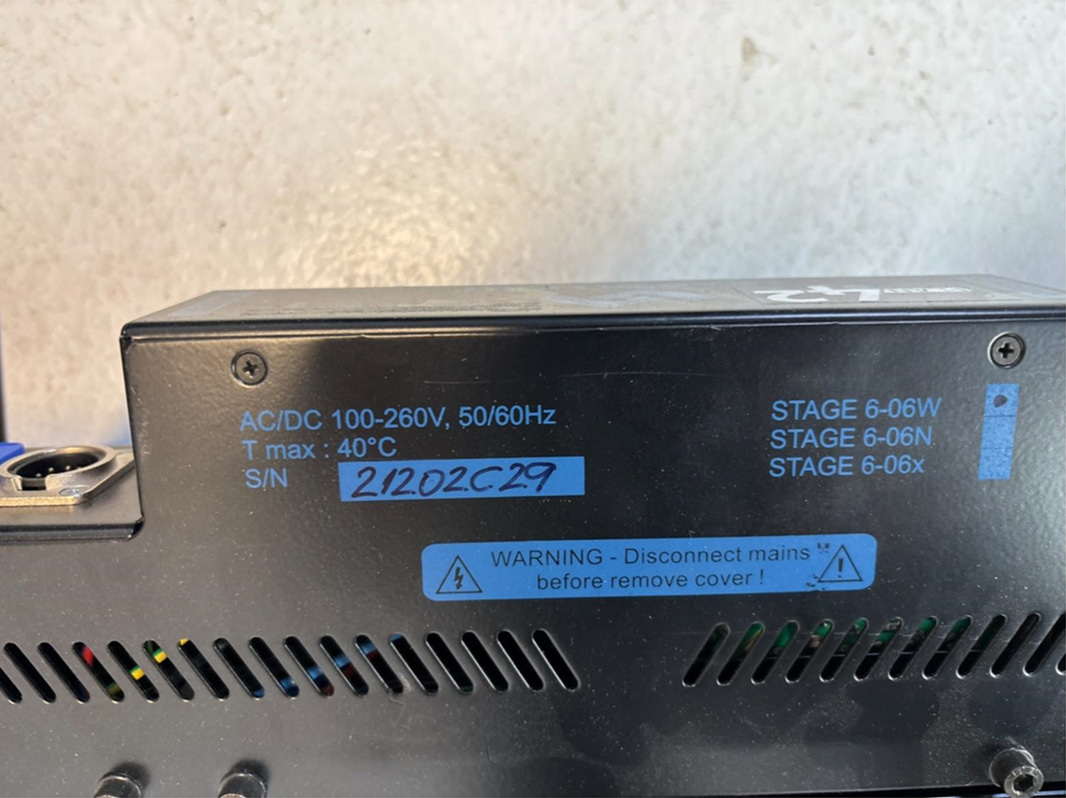 42
AC/DC 100-260V, 50/60Hz
T max : 40°C
S/N 21202C29
STAGE 6-06W
STAGE 6-06N
STAGE 6-06x
WARNING - Disconnect mains
before remove cover !